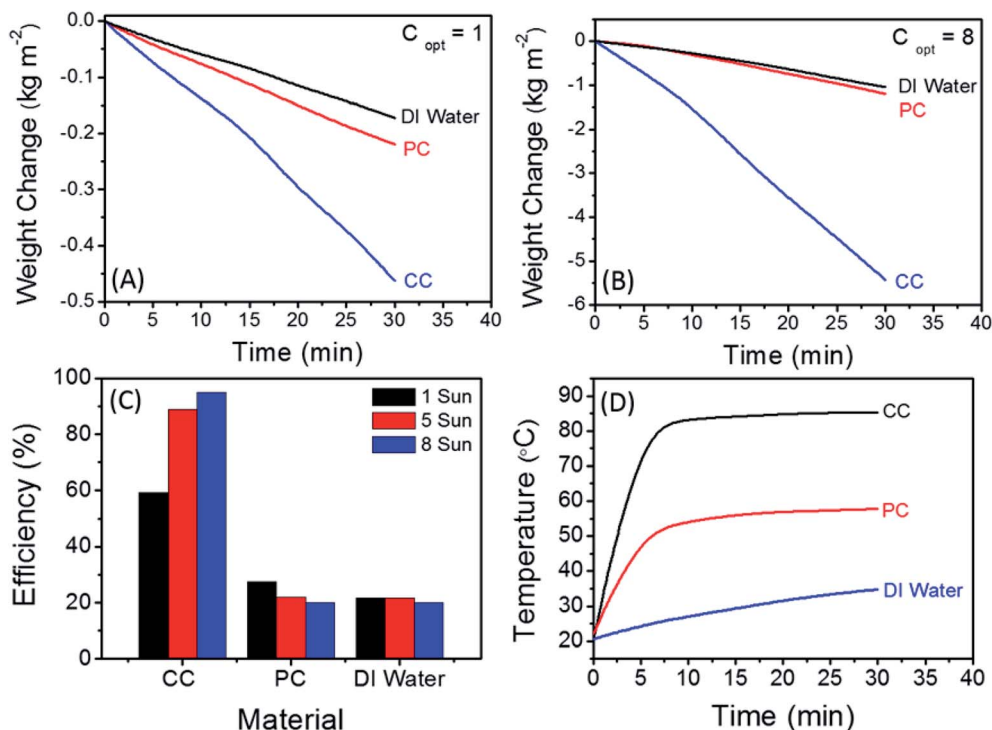 C opt = 1
Weight Change (kg m-2)
0.0
-0.1
-0.2
-0.3
-0.4
-0.5
DI Water
PC
CC
(A)
0 5 10 15 20 25 30 35 40
Time (min)
C opt = 8
Weight Change (kg m-2)
0
-1
-2
-3
-4
-5
-6
DI Water
PC
CC
(B)
0 5 10 15 20 25 30 35 40
Time (min)
(C)
1 Sun
5 Sun
8 Sun
Efficiency (%)
100
80
60
40
20
0
CC PC DI Water
Material
(D)
Temperature (°C)
90
80
70
60
50
40
30
20
CC
PC
DI Water
0 5 10 15 20 25 30 35 40
Time (min)